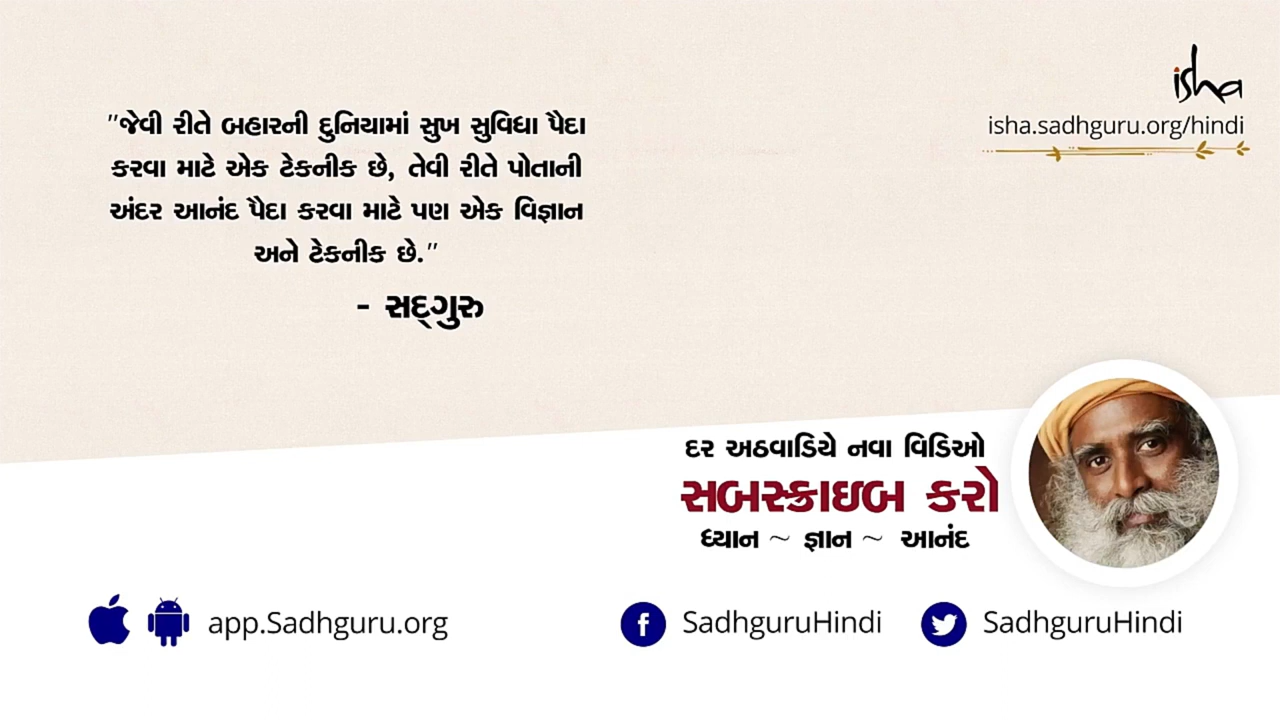 isha
isha.sadhguru.org/hindi
"જેવી રીતે બહારની દુનિયામાં સુખ સુવિધા પૈદા
કરવા માટે એક ટેકનીક છે, તેવી રીતે પોતાની
અંદર આનંદ પૈદા કરવા માટે પણ એક વિજ્ઞાન
અને ટેકનીક છે."
- સદ્‌ગુરુ
દર અઠવાડિયે નવા વિડિઓ
સબસ્ક્રાઇબ કરો
ધ્યાન ~ જ્ઞાન ~ આનંદ
app.Sadhguru.org
SadhguruHindi
SadhguruHindi